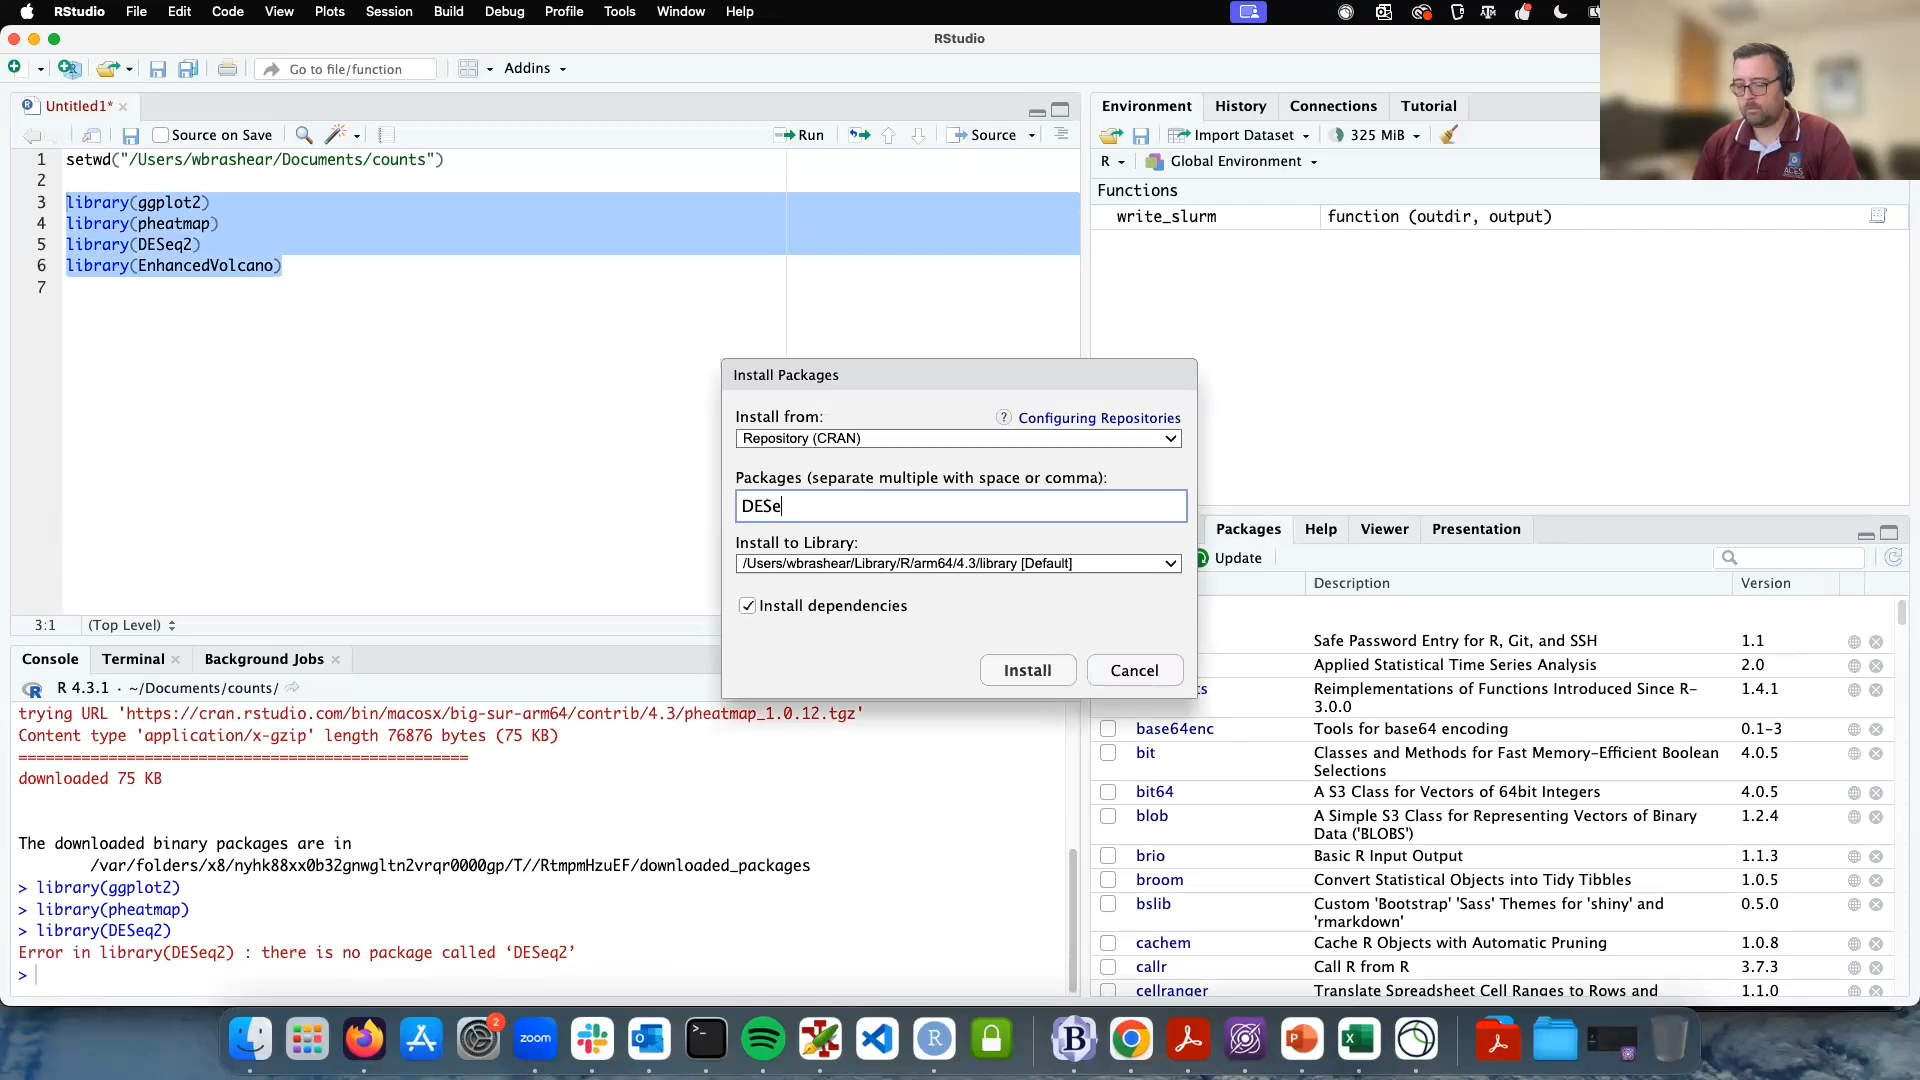 RStudio File Edit Code View Plots Session Build Debug Profile Tools Window Help
RStudio
Go to file/function
Addins
Untitled1*
Source on Save
Run
Source
1 setwd("/Users/wbrashear/Documents/counts")
2
3 library(ggplot2)
4 library(pheatmap)
5 library(DESeq2)
6 library(EnhancedVolcano)
7
3:1 (Top Level)
Environment History Connections Tutorial
Import Dataset 325 MiB
R Global Environment
Functions
write_slurm function (outdir, output)
ACES
Install Packages
Install from:
? Configuring Repositories
Repository (CRAN)
Packages (separate multiple with space or comma):
DESe
Install to Library:
/Users/wbrashear/Library/R/arm64/4.3/library [Default]
Install dependencies
Install Cancel
Console Terminal Background Jobs
R 4.3.1 · ~/Documents/counts/
trying URL 'https://cran.rstudio.com/bin/macosx/big-sur-arm64/contrib/4.3/pheatmap_1.0.12.tgz'
Content type 'application/x-gzip' length 76876 bytes (75 KB)
==================================================
downloaded 75 KB
The downloaded binary packages are in
/var/folders/x8/nyhk88xx0b32gnwgltn2vrqr0000gp/T//RtmpmHzuEF/downloaded_packages
> library(ggplot2)
> library(pheatmap)
> library(DESeq2)
Error in library(DESeq2) : there is no package called ‘DESeq2’
>
Packages Help Viewer Presentation
Update
Description Version
Safe Password Entry for R, Git, and SSH 1.1
Applied Statistical Time Series Analysis 2.0
ts Reimplementations of Functions Introduced Since R-
3.0.0 1.4.1
base64enc Tools for base64 encoding 0.1-3
bit Classes and Methods for Fast Memory-Efficient Boolean
Selections 4.0.5
bit64 A S3 Class for Vectors of 64bit Integers 4.0.5
blob A Simple S3 Class for Representing Vectors of Binary
Data ('BLOBS') 1.2.4
brio Basic R Input Output 1.1.3
broom Convert Statistical Objects into Tidy Tibbles 1.0.5
bslib Custom 'Bootstrap' 'Sass' Themes for 'shiny' and
'rmarkdown' 0.5.0
cachem Cache R Objects with Automatic Pruning 1.0.8
callr Call R from R 3.7.3
cellranger Translate Spreadsheet Cell Ranges to Rows and 1.1.0
2
zoom